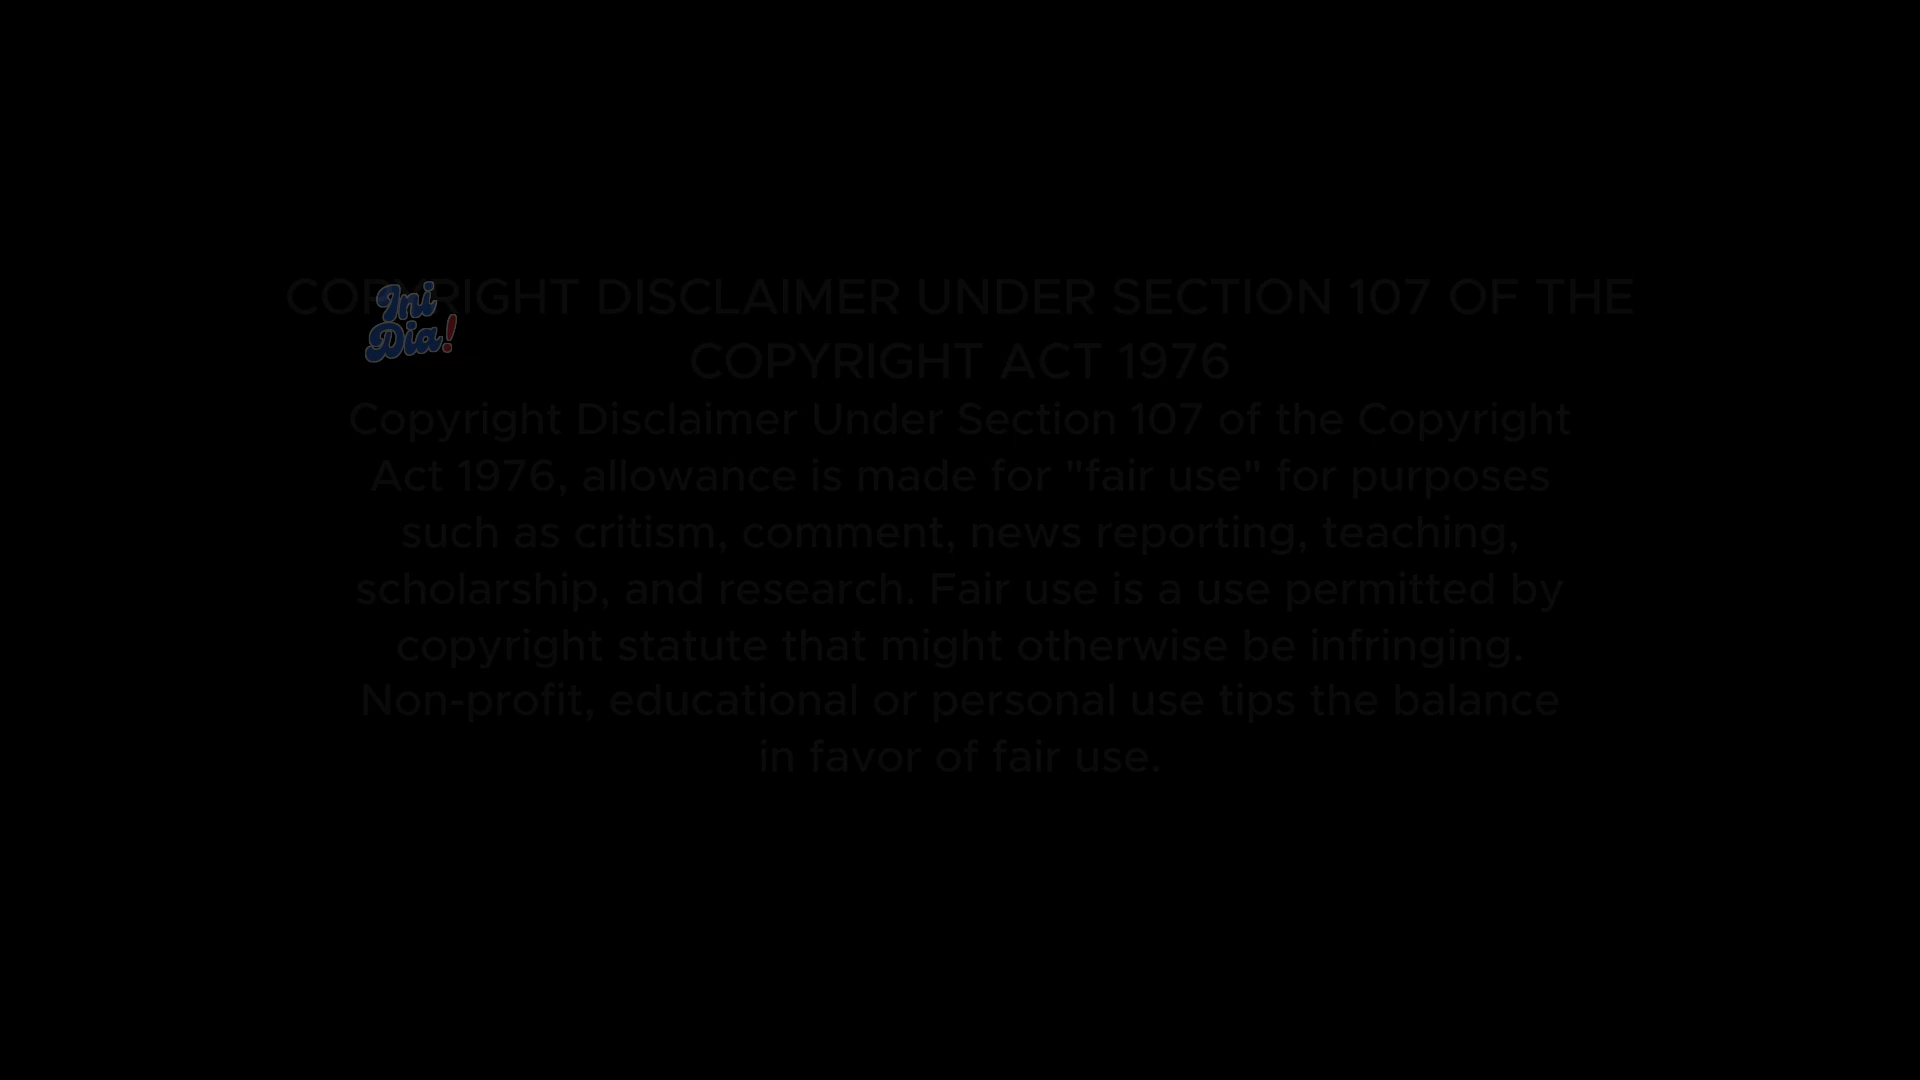 COPYRIGHT DISCLAIMER UNDER SECTION 107 OF THE
COPYRIGHT ACT 1976
Ini
Dia!
Copyright Disclaimer Under Section 107 of the Copyright
Act 1976, allowance is made for "fair use" for purposes
such as critism, comment, news reporting, teaching,
scholarship, and research. Fair use is a use permitted by
copyright statute that might otherwise be infringing.
Non-profit, educational or personal use tips the balance
in favor of fair use.